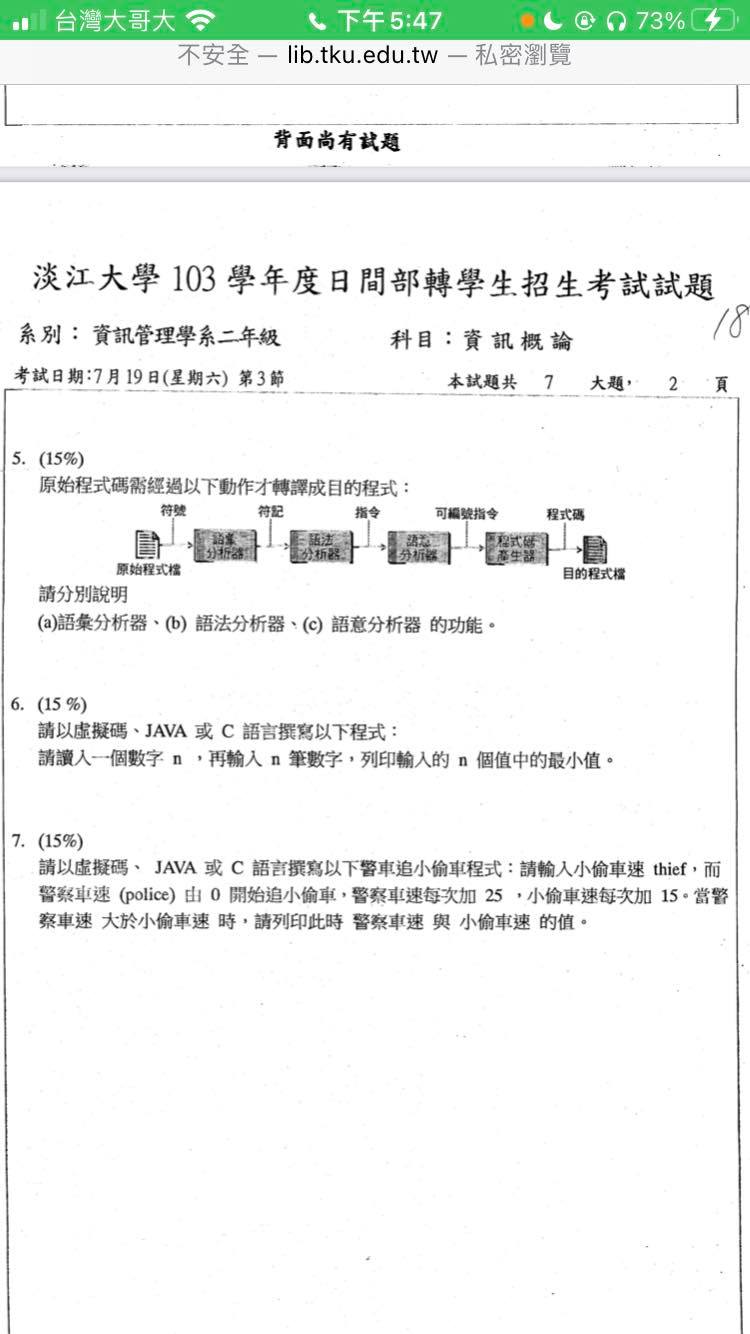 台灣大哥大 下午5:47 73%
不安全 — lib.tku.edu.tw — 私密瀏覽
背面尚有試題
淡江大學 103 學年度日間部轉學生招生考試試題
18
系別：資訊管理學系二年級 科目：資訊概論
考試日期:7月19日(星期六) 第3節 本試題共 7 大題， 2 頁
5. (15%)
原始程式碼需經過以下動作才轉譯成目的程式：
符號 符記 指令 可編號指令 程式碼
語彙 語法 語意 程式碼
分析器 分析器 分析器 產生器
原始程式檔 目的程式檔
請分別說明
(a)語彙分析器、(b) 語法分析器、(c) 語意分析器 的功能。
6. (15 %)
請以虛擬碼、JAVA 或 C 語言撰寫以下程式：
請讀入一個數字 n ，再輸入 n 筆數字，列印輸入的 n 個值中的最小值。
7. (15%)
請以虛擬碼、 JAVA 或 C 語言撰寫以下警車追小偷車程式：請輸入小偷車速 thief，而
警察車速 (police) 由 0 開始追小偷車，警察車速每次加 25 ，小偷車速每次加 15。當警
察車速 大於小偷車速 時，請列印此時 警察車速 與 小偷車速 的值。